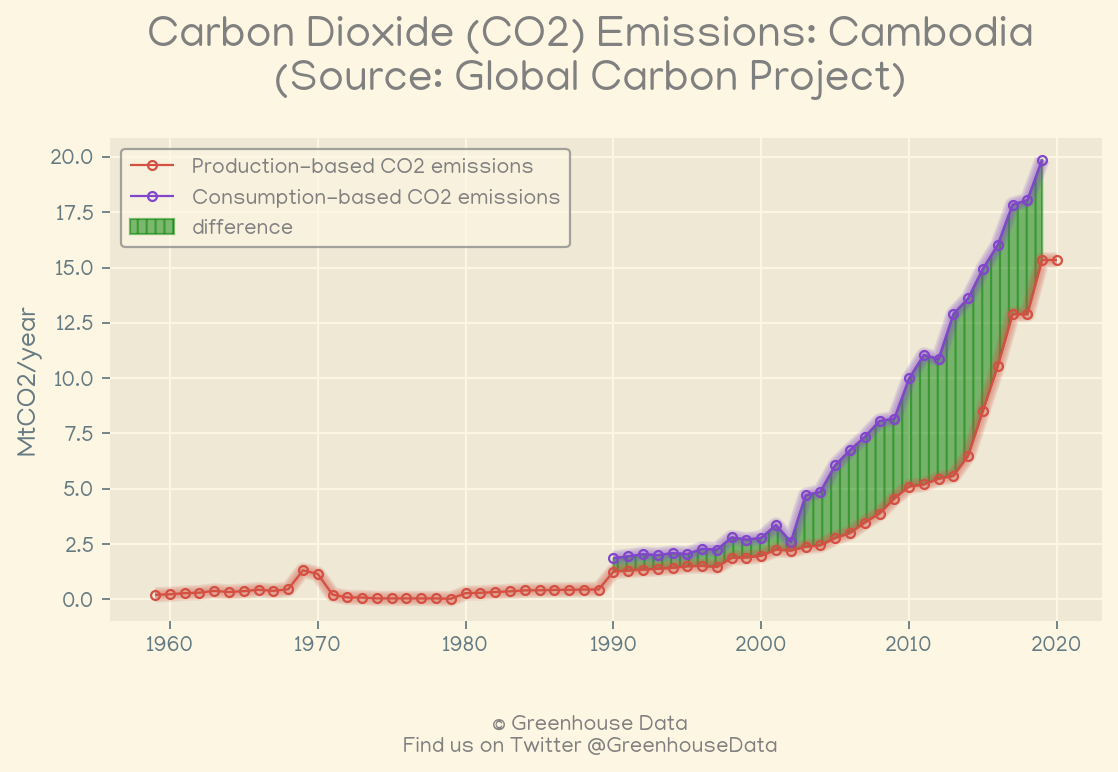 Carbon Dioxide (CO2) Emissions: Cambodia
(Source: Global Carbon Project)
Production-based CO2 emissions
Consumption-based CO2 emissions
difference
MtCO2/year
20.0
17.5
15.0
12.5
10.0
7.5
5.0
2.5
0.0
1960 1970 1980 1990 2000 2010 2020
© Greenhouse Data
Find us on Twitter @GreenhouseData